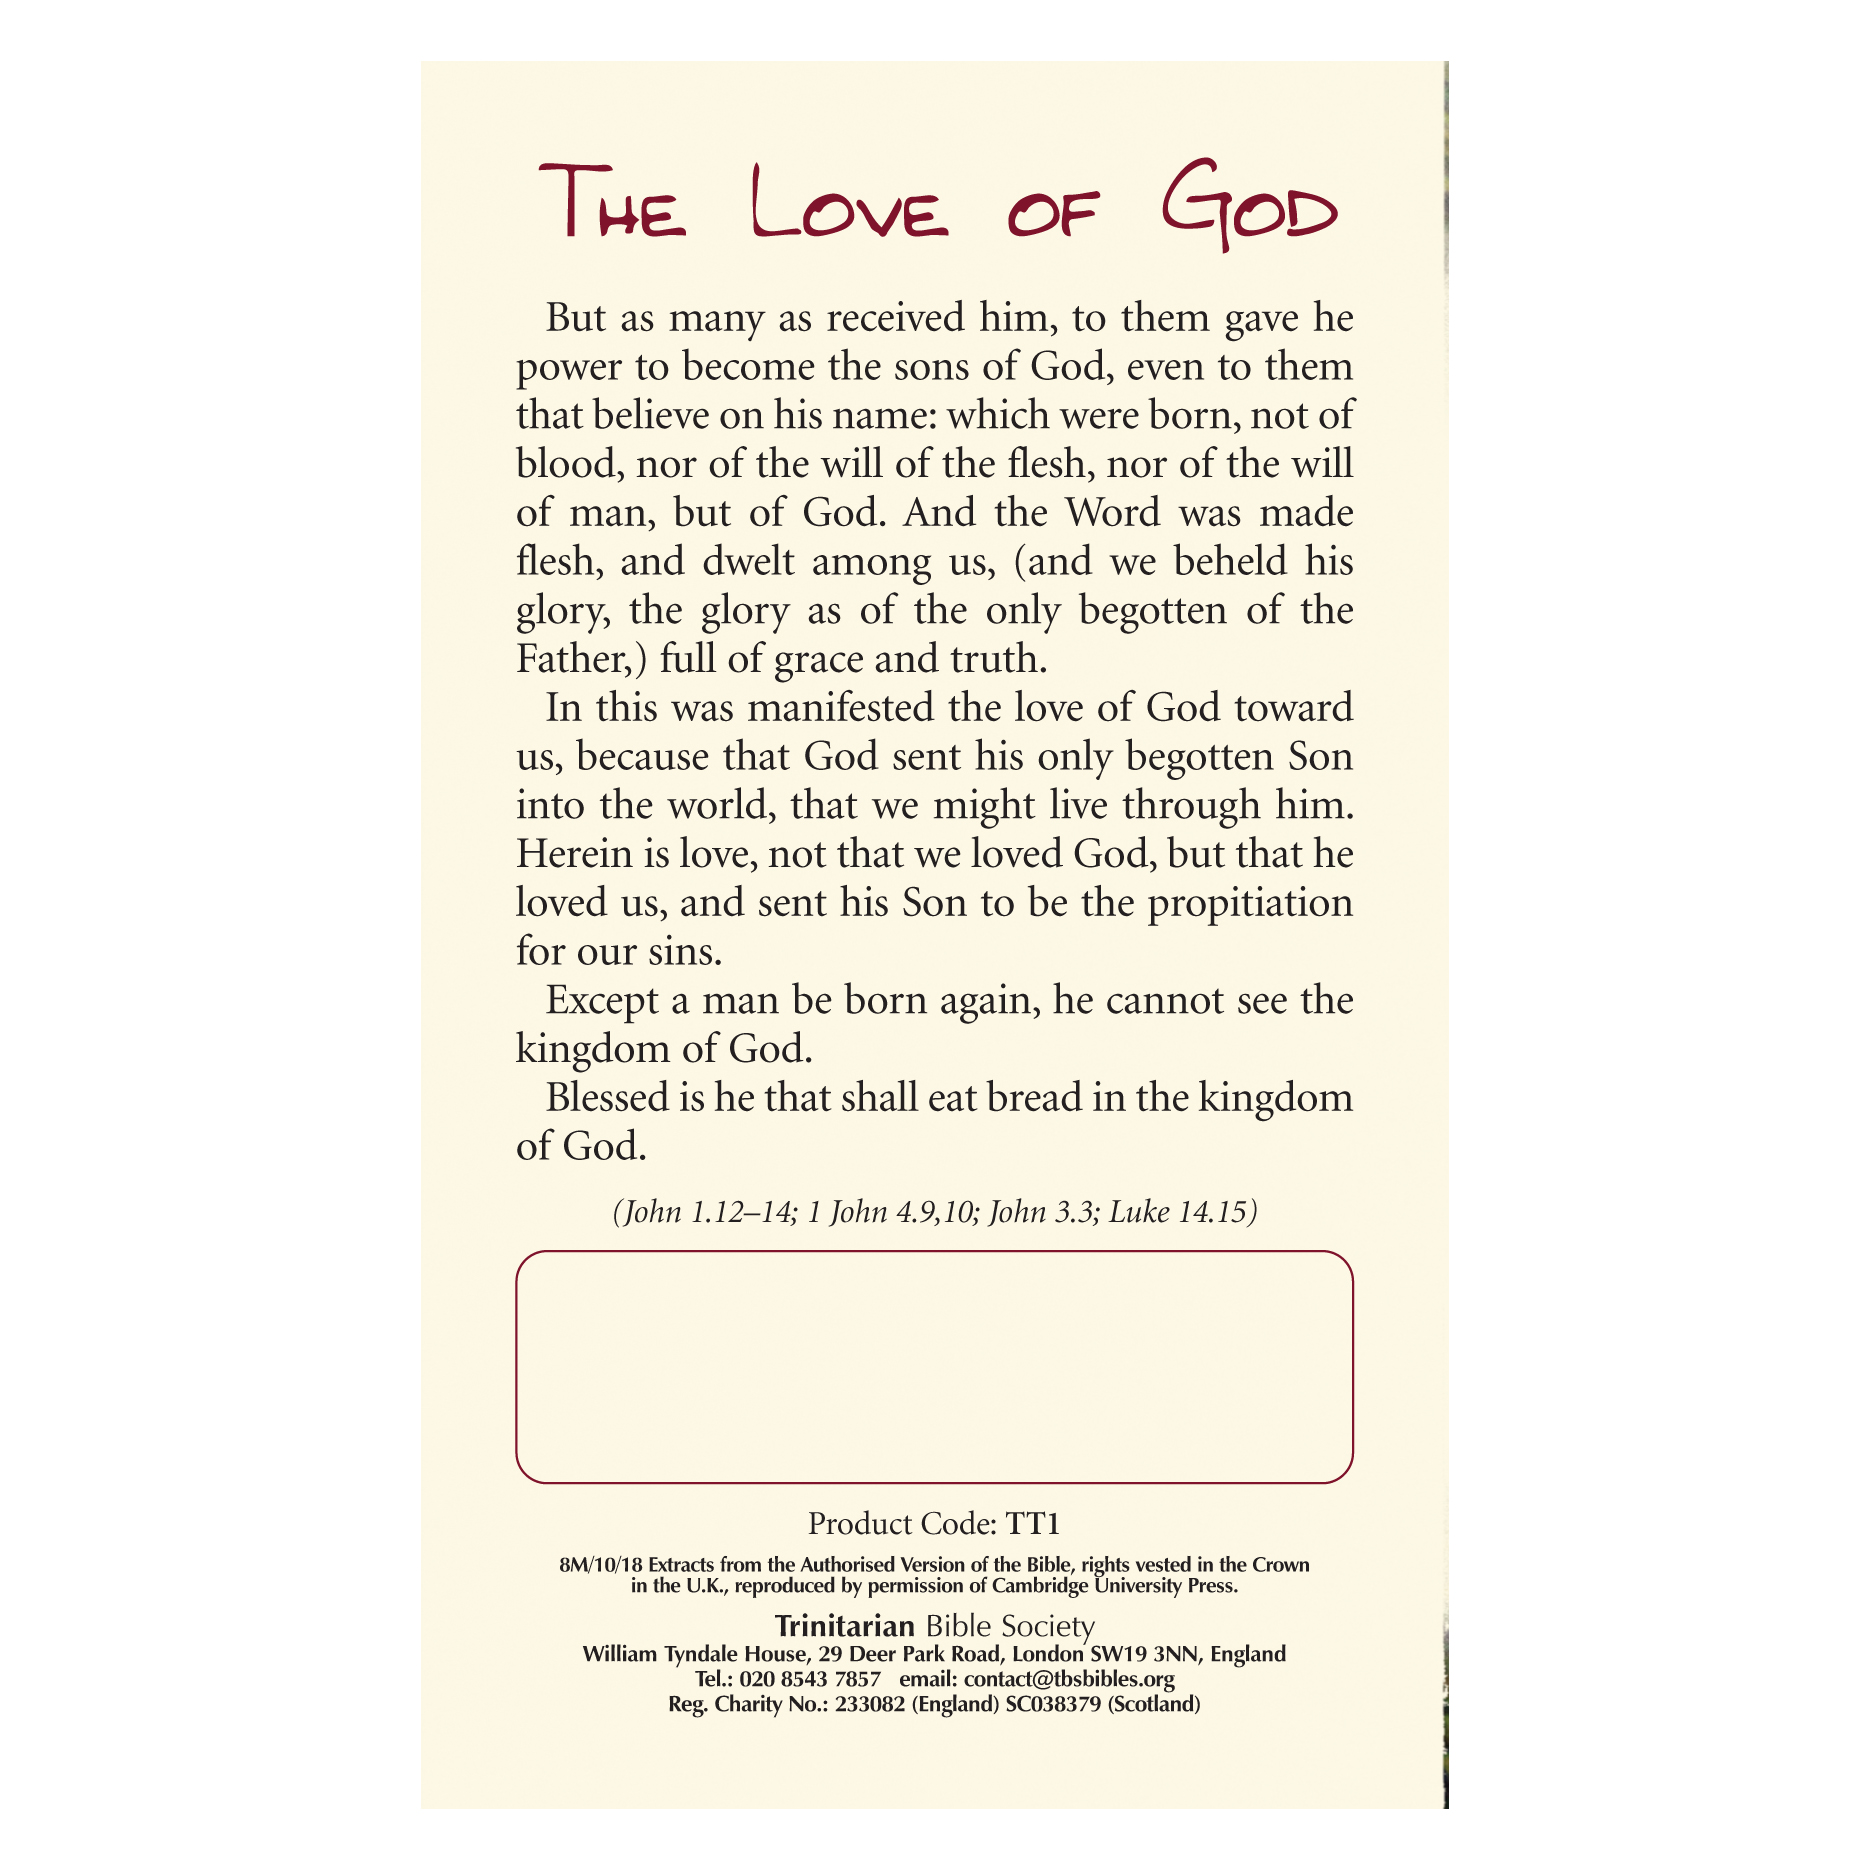 The Love of God
But as many as received him, to them gave he
power to become the sons of God, even to them
that believe on his name: which were born, not of
blood, nor of the will of the flesh, nor of the will
of man, but of God. And the Word was made
flesh, and dwelt among us, (and we beheld his
glory, the glory as of the only begotten of the
Father,) full of grace and truth.
In this was manifested the love of God toward
us, because that God sent his only begotten Son
into the world, that we might live through him.
Herein is love, not that we loved God, but that he
loved us, and sent his Son to be the propitiation
for our sins.
Except a man be born again, he cannot see the
kingdom of God.
Blessed is he that shall eat bread in the kingdom
of God.
(John 1.12–14; 1 John 4.9,10; John 3.3; Luke 14.15)
Product Code: TT1
8M/10/18 Extracts from the Authorised Version of the Bible, rights vested in the Crown
in the U.K., reproduced by permission of Cambridge University Press.
Trinitarian Bible Society
William Tyndale House, 29 Deer Park Road, London SW19 3NN, England
Tel.: 020 8543 7857 email: contact@tbsbibles.org
Reg. Charity No.: 233082 (England) SC038379 (Scotland)